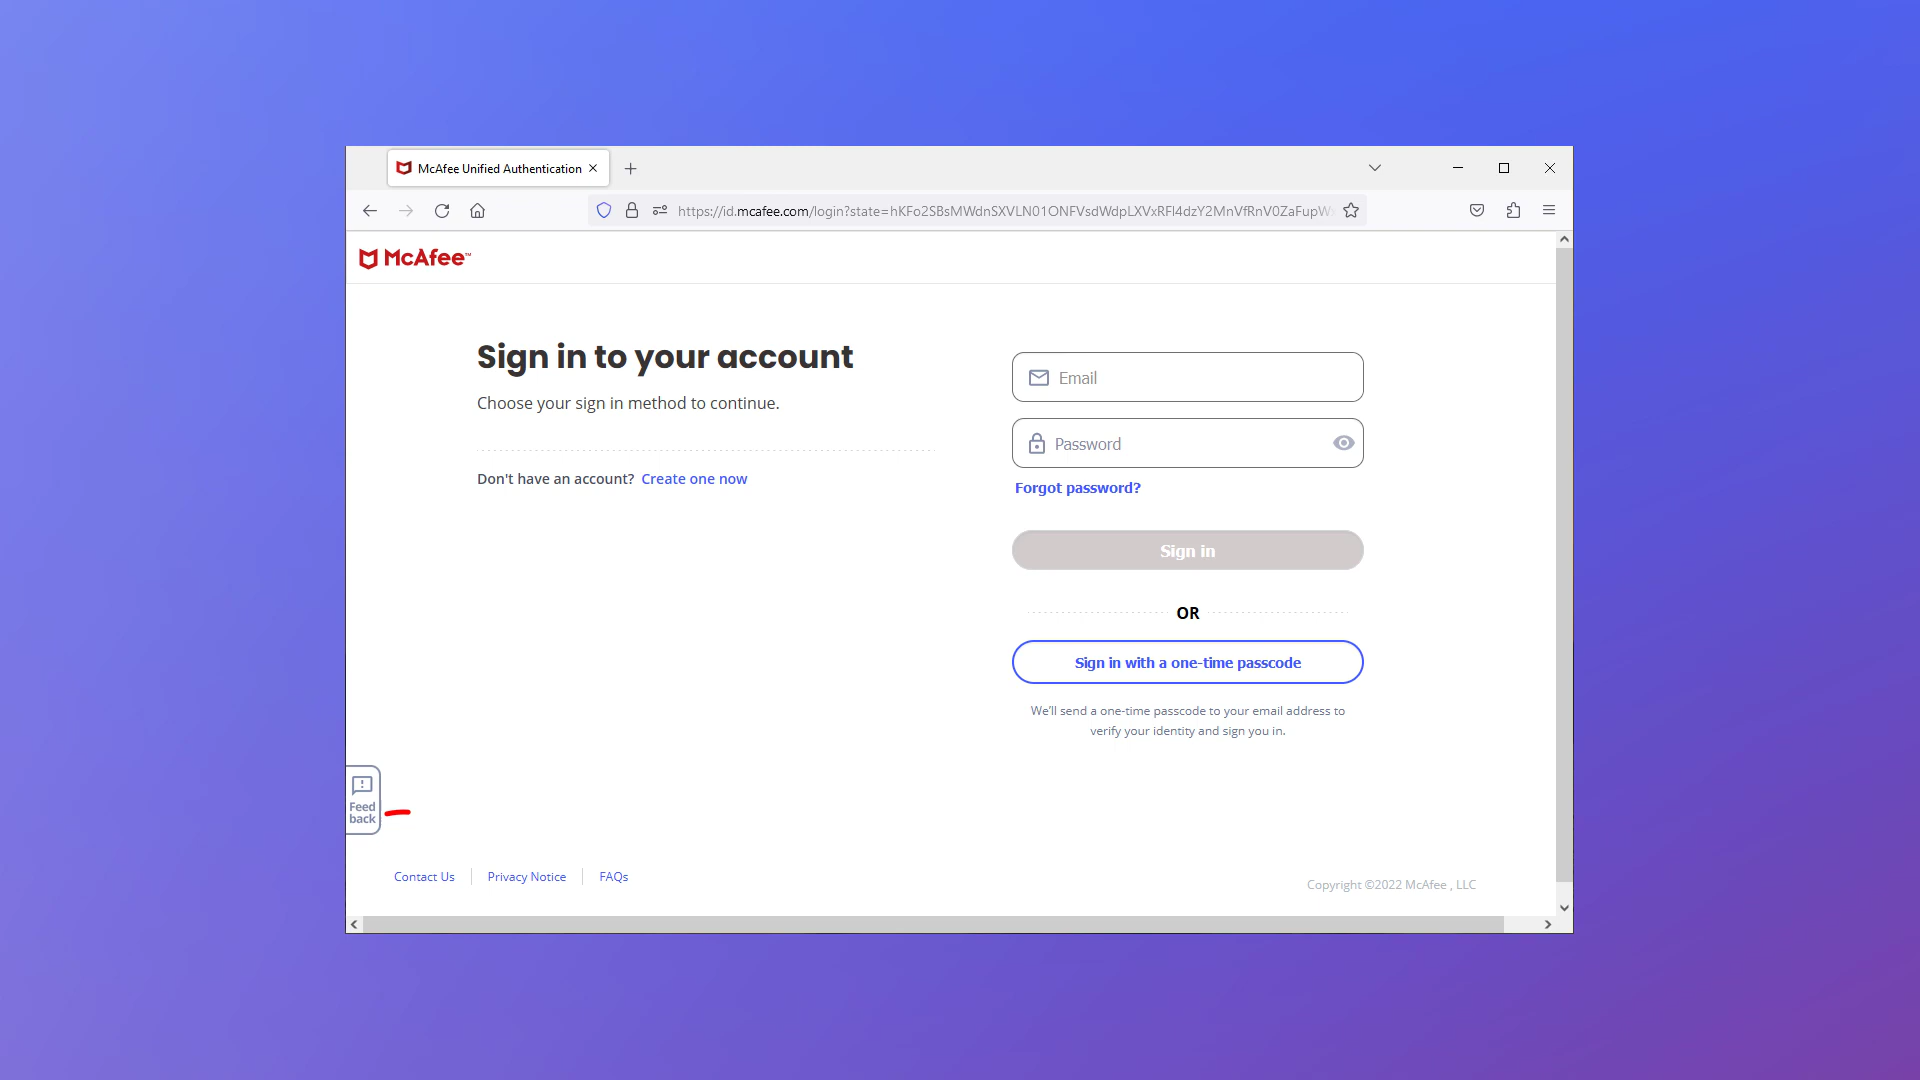 McAfee Unified Authentication
https://id.mcafee.com/login?state=hKFo2SBsMWdnSXVLN01ONFVsdWdpLXVxRFl4dzY2MnVfRnV0ZaFupW
McAfee™
Sign in to your account
Choose your sign in method to continue.
Don't have an account? Create one now
Email
Password
Forgot password?
Sign in
OR
Sign in with a one-time passcode
We'll send a one-time passcode to your email address to
verify your identity and sign you in.
Feed
back
Contact Us
Privacy Notice
FAQs
Copyright ©2022 McAfee , LLC